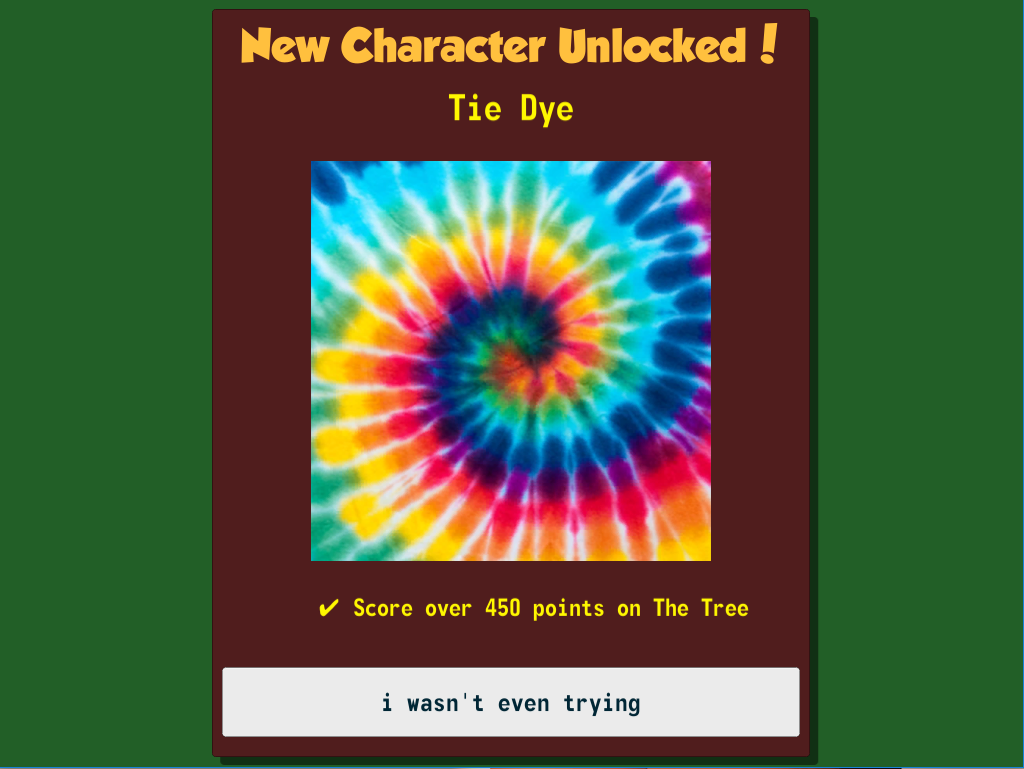 New Character Unlocked!
Tie Dye
✔ Score over 450 points on The Tree
i wasn't even trying